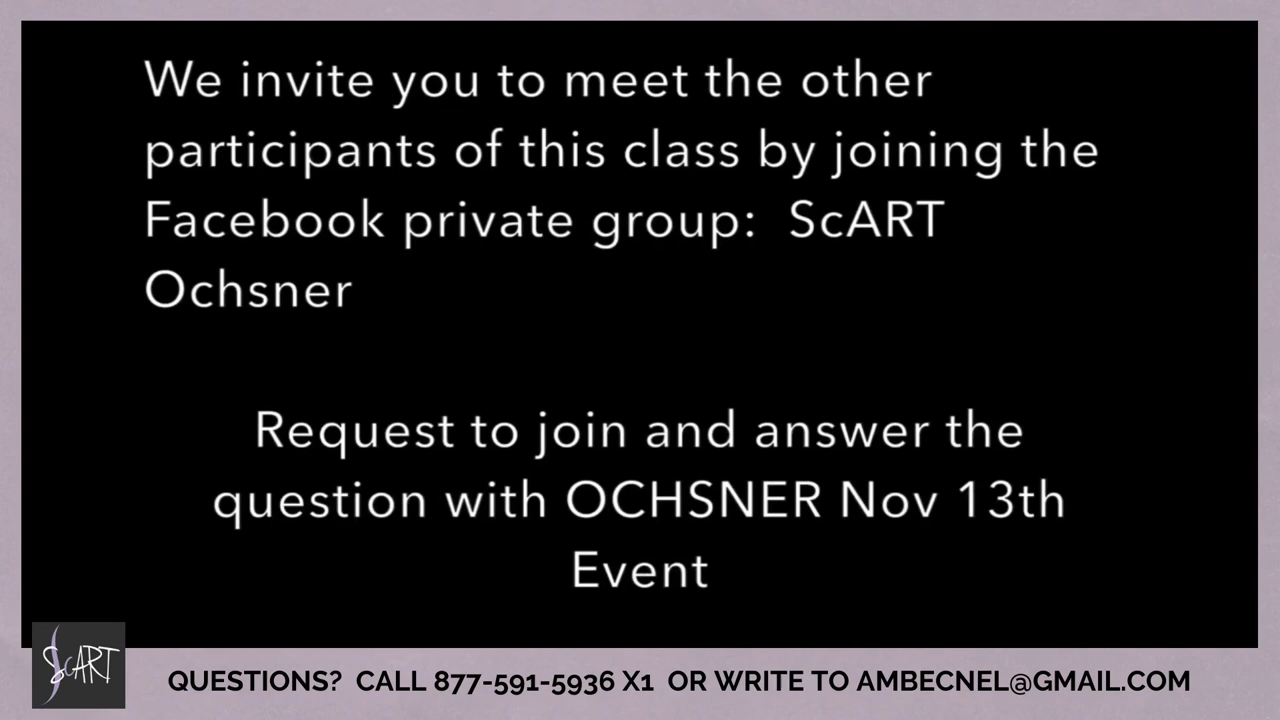 We invite you to meet the other
participants of this class by joining the
Facebook private group:  ScART
Ochsner
Request to join and answer the
question with OCHSNER Nov 13th
Event
ScART
QUESTIONS?  CALL 877-591-5936 X1  OR WRITE TO AMBECNEL@GMAIL.COM